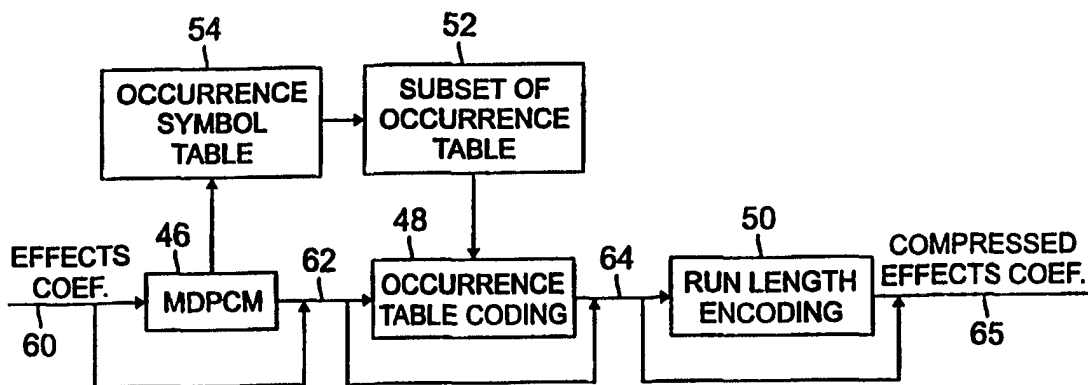 54
OCCURRENCE
SYMBOL
TABLE
52
SUBSET OF
OCCURRENCE
TABLE
EFFECTS
COEF.
60
46
MDPCM
62
48
OCCURRENCE
TABLE CODING
64
50
RUN LENGTH
ENCODING
COMPRESSED
EFFECTS COEF.
65